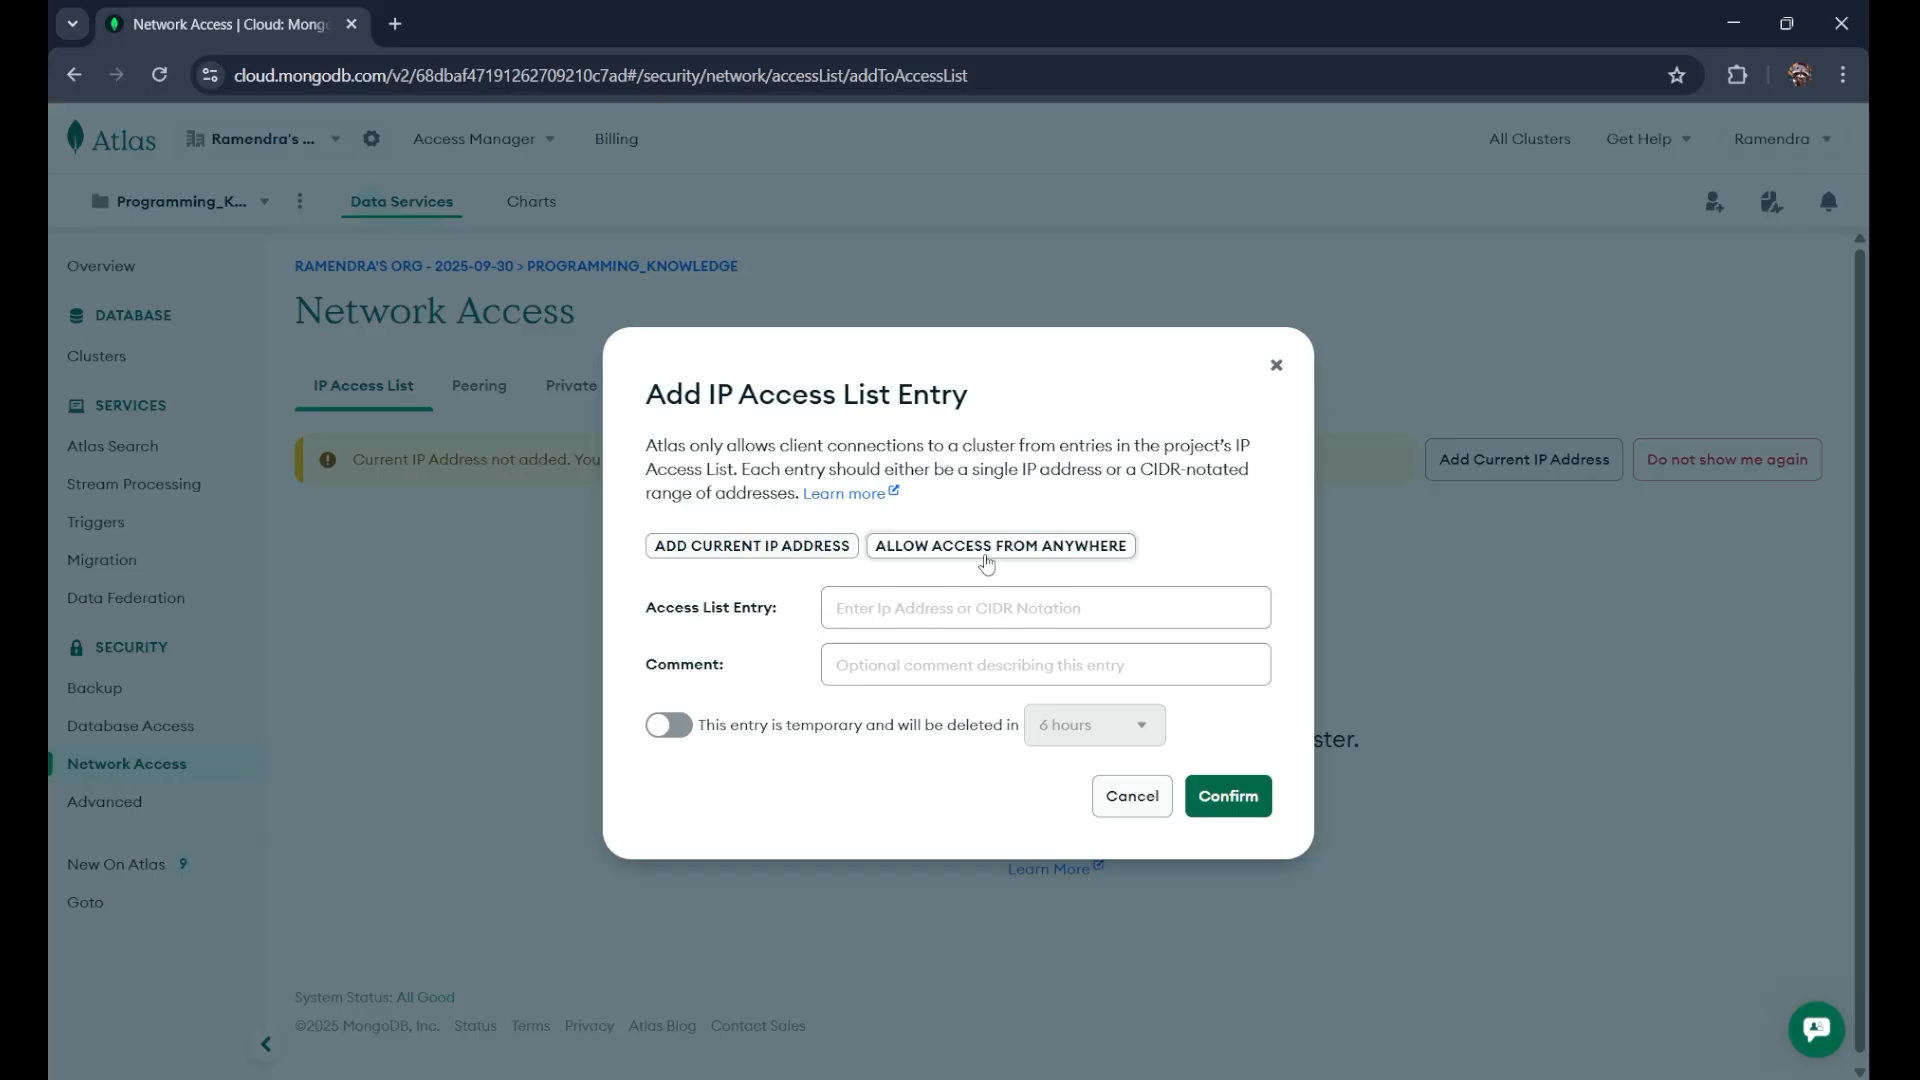 Network Access | Cloud: Mong
cloud.mongodb.com/v2/68dbaf47191262709210c7ad#/security/network/accessList/addToAccessList
Atlas
Ramendra's ...
Access Manager
Billing
All Clusters
Get Help
Ramendra
Programming_K...
Data Services
Charts
Overview
DATABASE
Clusters
SERVICES
Atlas Search
Stream Processing
Triggers
Migration
Data Federation
SECURITY
Backup
Database Access
Network Access
Advanced
New On Atlas 9
Goto
RAMENDRA'S ORG - 2025-09-30 > PROGRAMMING_KNOWLEDGE
Network Access
IP Access List
Peering
Private
Current IP Address not added. You
Add Current IP Address
Do not show me again
Add IP Access List Entry
Atlas only allows client connections to a cluster from entries in the project's IP
Access List. Each entry should either be a single IP address or a CIDR-notated
range of addresses. Learn more
ADD CURRENT IP ADDRESS
ALLOW ACCESS FROM ANYWHERE
Access List Entry:
Enter Ip Address or CIDR Notation
Comment:
Optional comment describing this entry
This entry is temporary and will be deleted in
6 hours
Cancel
Confirm
ster.
Learn More
System Status: All Good
©2025 MongoDB, Inc. Status Terms Privacy Atlas Blog Contact Sales